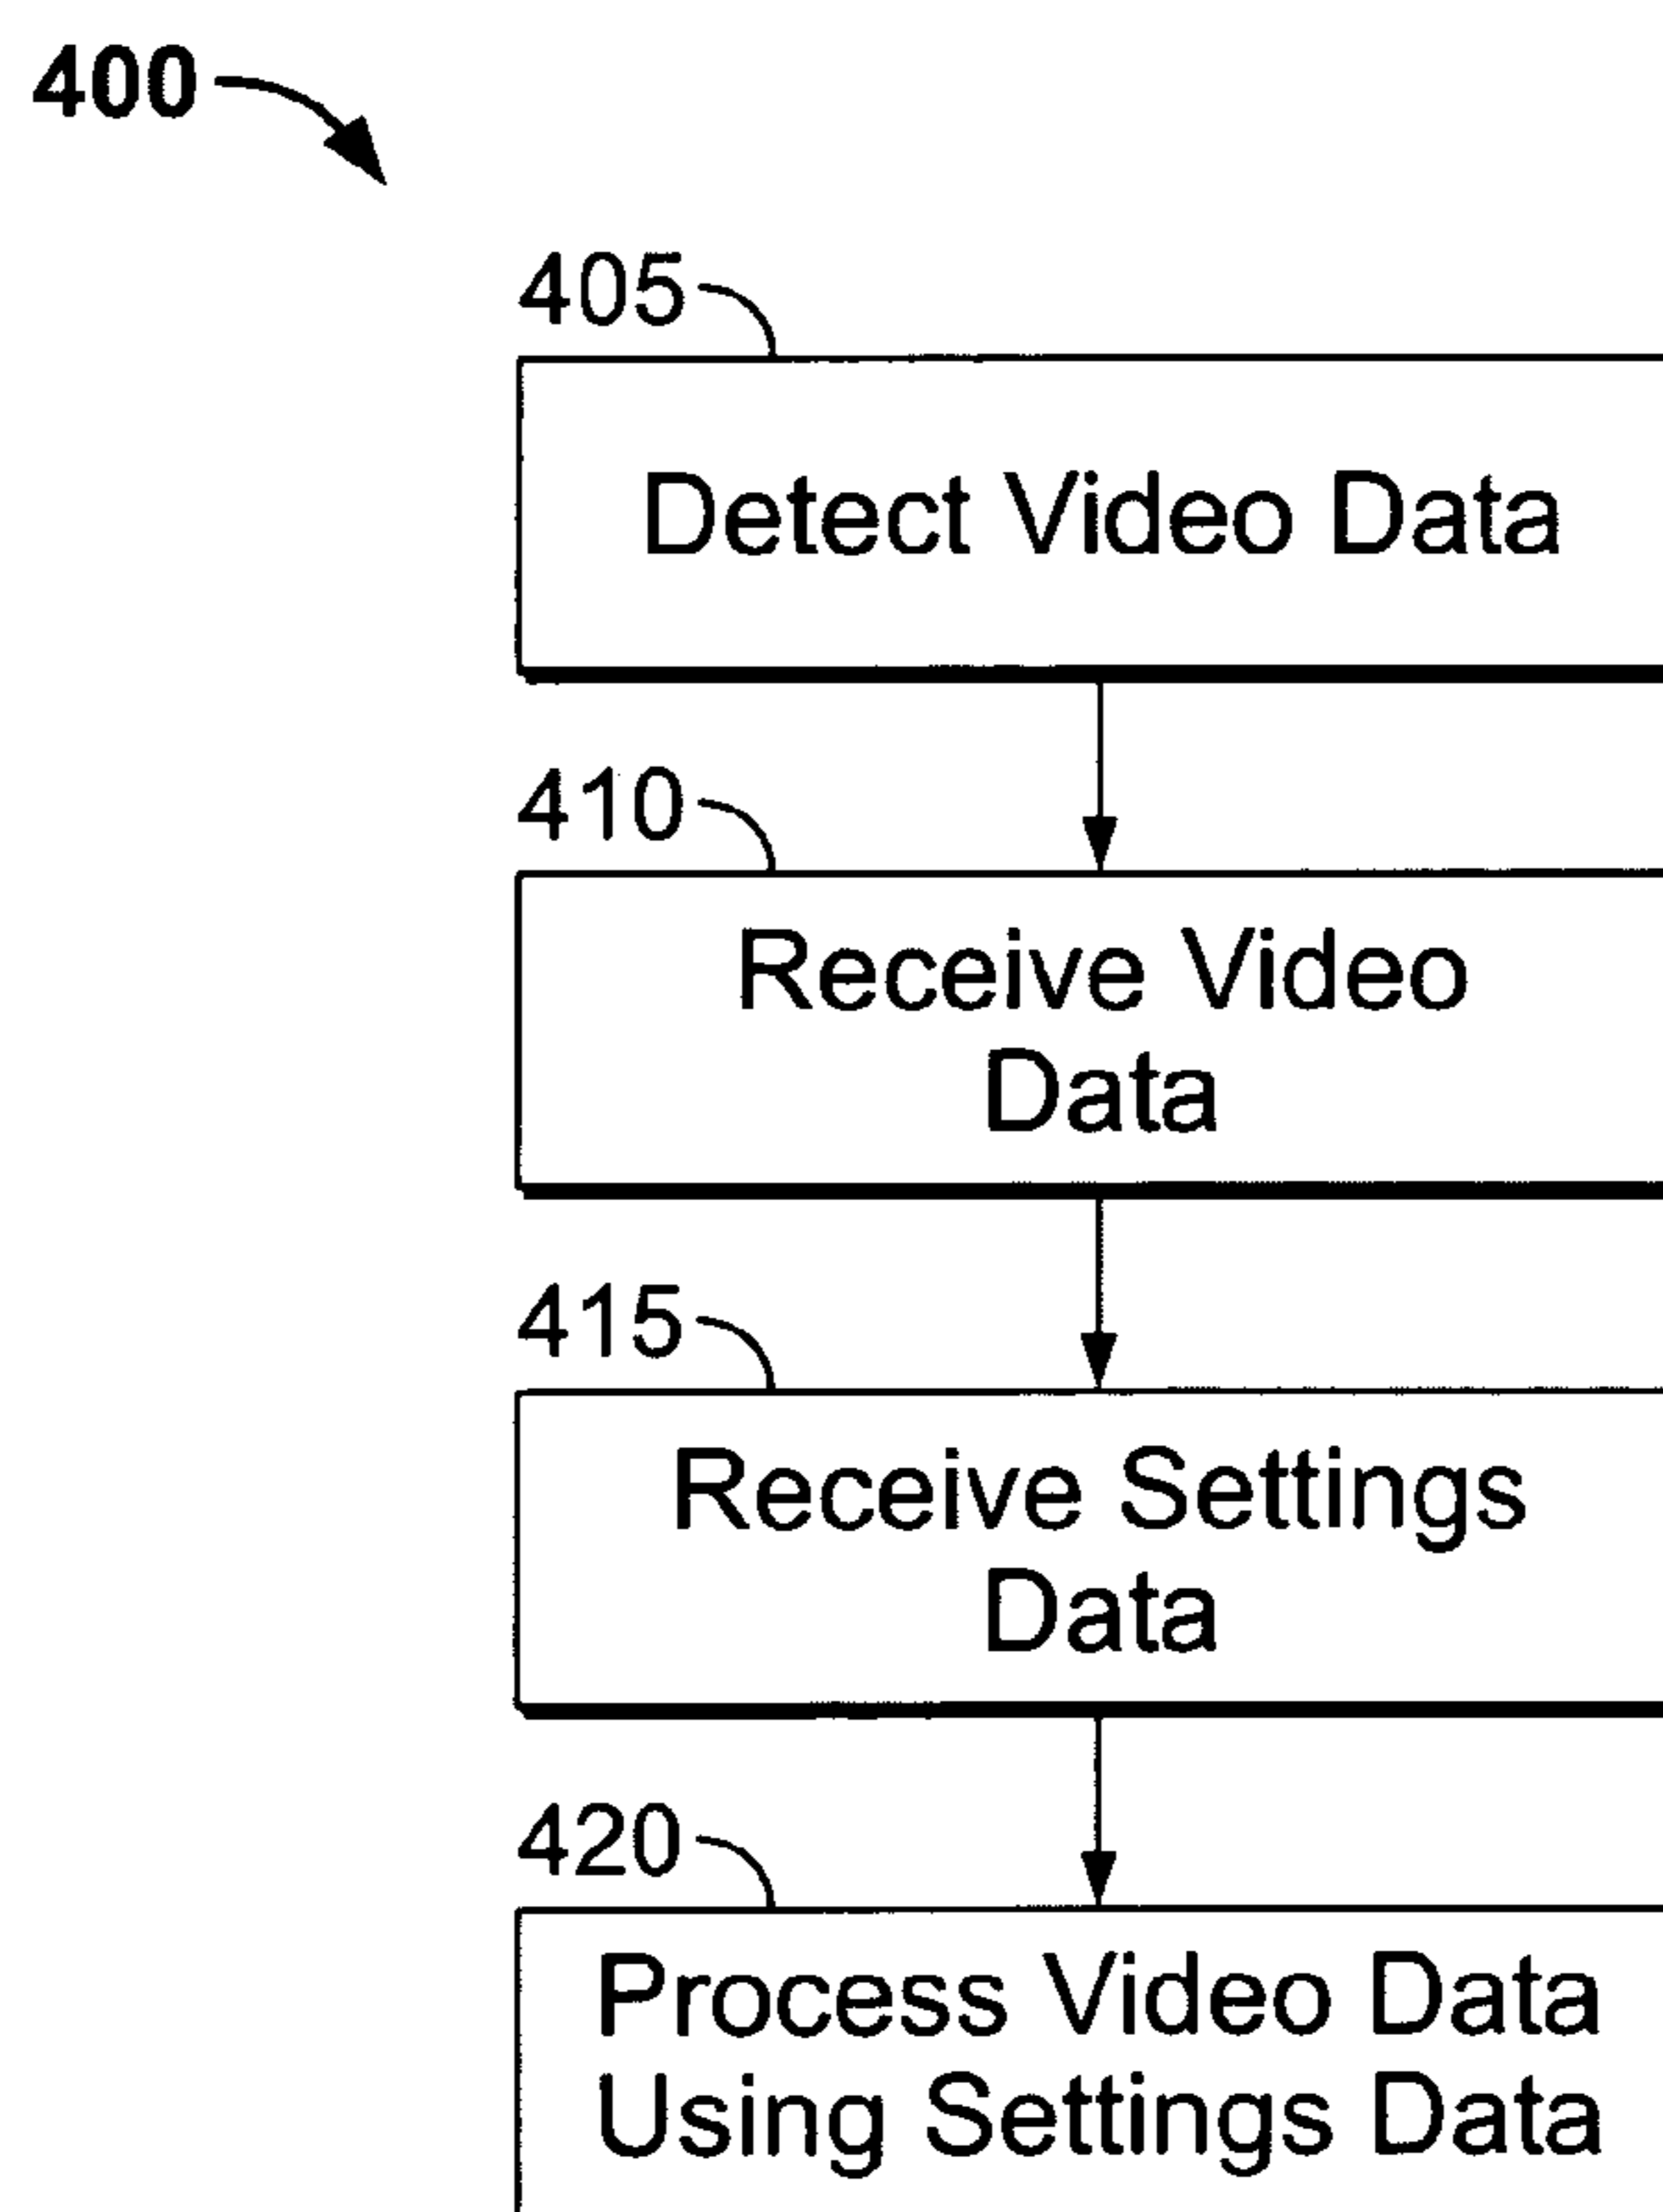 400
405
Detect Video Data
410
Receive Video
Data
415
Receive Settings
Data
420
Process Video Data
Using Settings Data